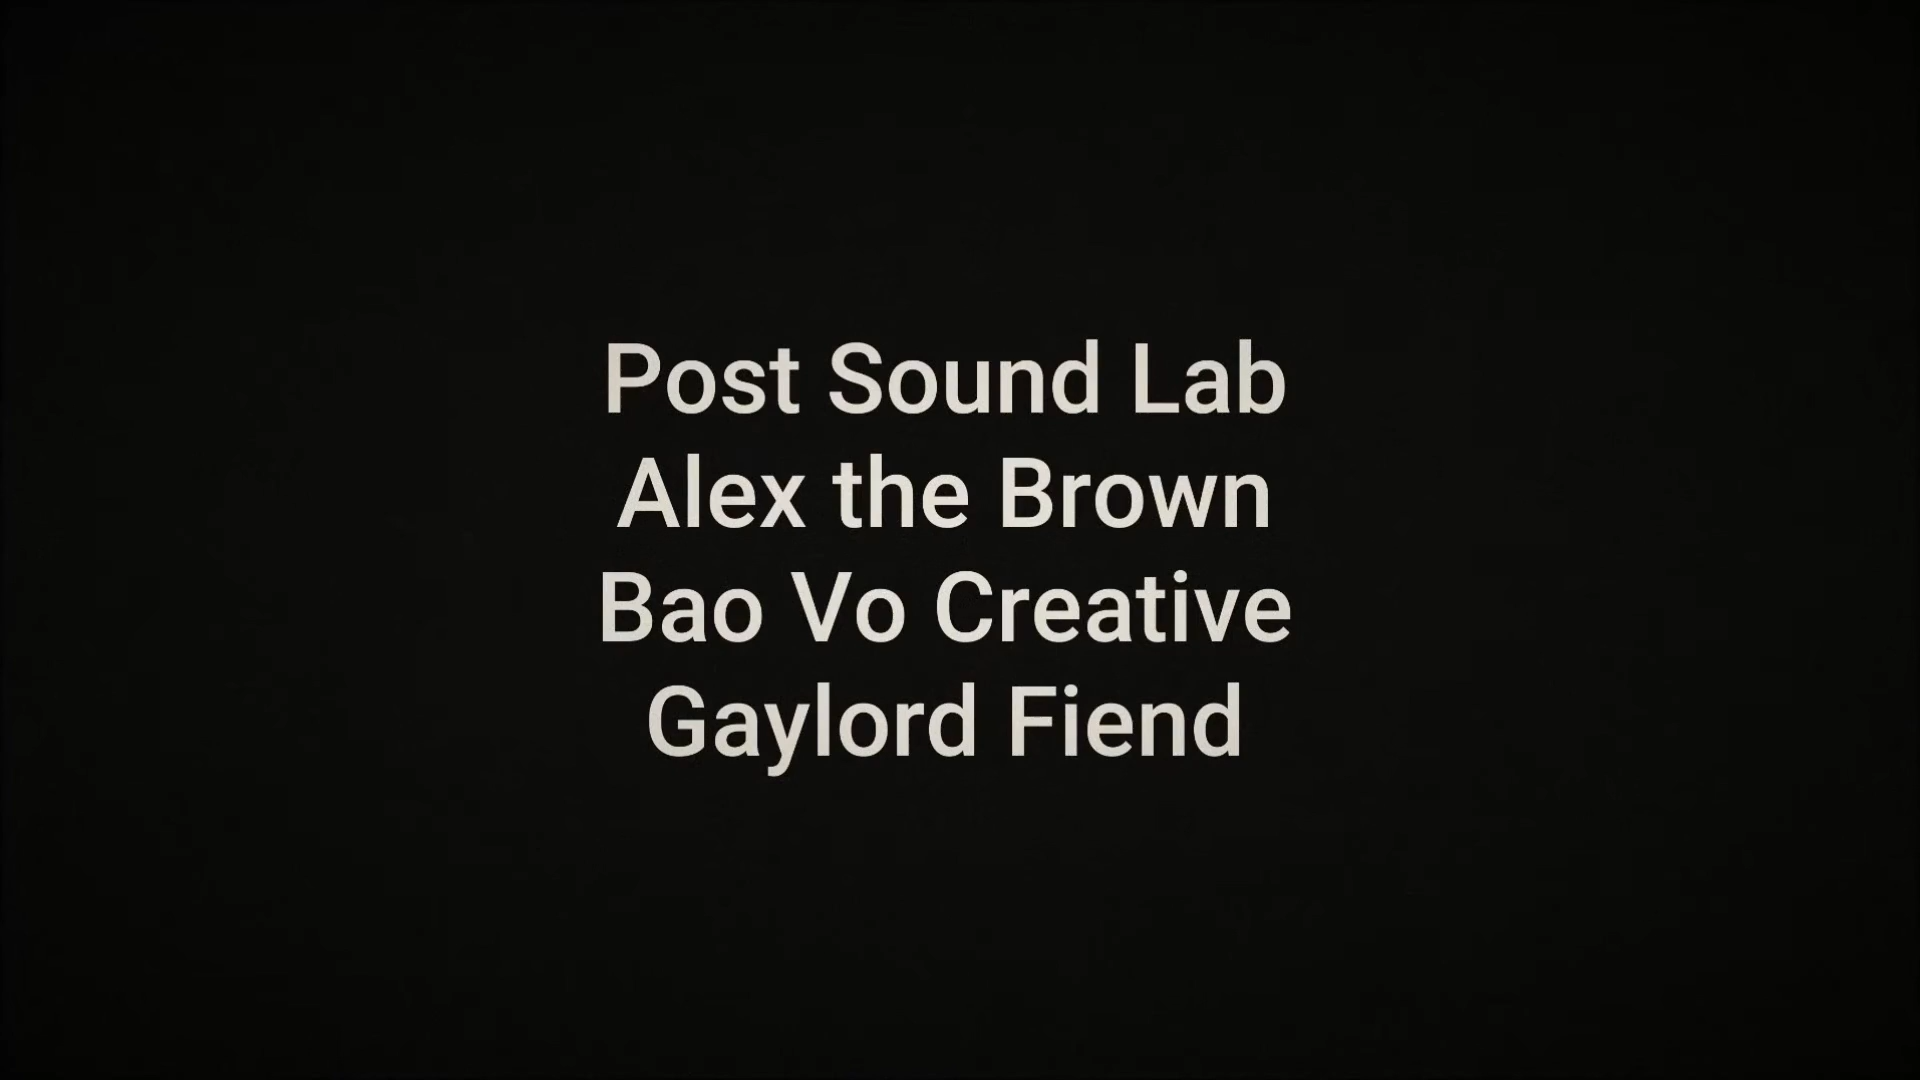 Post Sound Lab
Alex the Brown
Bao Vo Creative
Gaylord Fiend